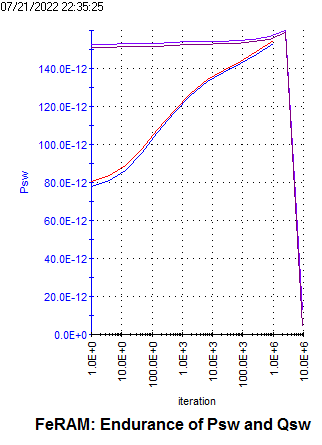 07/21/2022 22:35:25
140.0E-12
120.0E-12
100.0E-12
80.0E-12
60.0E-12
40.0E-12
20.0E-12
0.0E+0
Psw
1.0E+0
10.0E+0
100.0E+0
1.0E+3
10.0E+3
100.0E+3
1.0E+6
10.0E+6
iteration
FeRAM: Endurance of Psw and Qsw